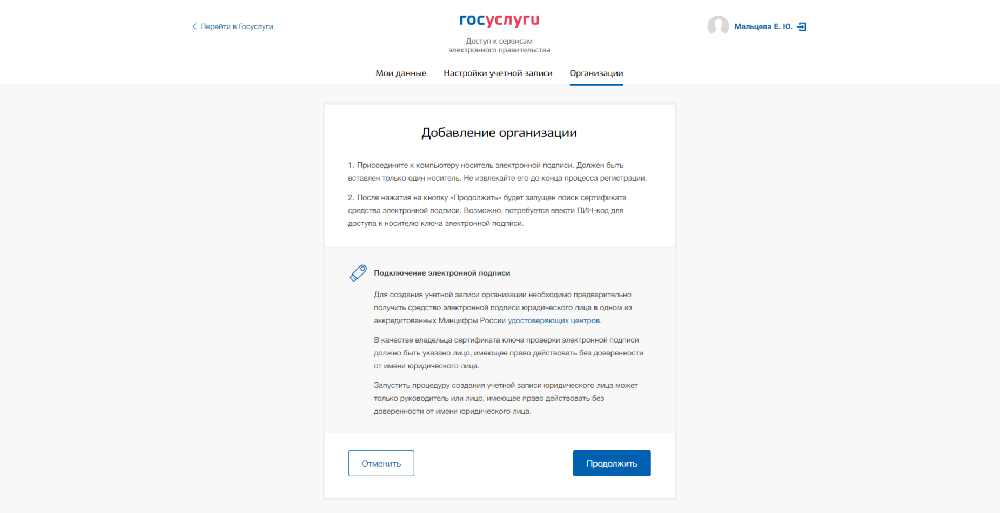 Перейти в Госуслуги
госуслуги
Доступ к сервисам
электронного правительства
Мальцева Е. Ю.
Мои данные Настройки учетной записи Организации
Добавление организации
1. Присоедините к компьютеру носитель электронной подписи. Должен быть
вставлен только один носитель. Не извлекайте его до конца процесса регистрации.
2. После нажатия на кнопку «Продолжить» будет запущен поиск сертификата
средства электронной подписи. Возможно, потребуется ввести ПИН-код для
доступа к носителю ключа электронной подписи.
Подключение электронной подписи
Для создания учетной записи организации необходимо предварительно
получить средство электронной подписи юридического лица в одном из
аккредитованных Минцифры России удостоверяющих центров.
В качестве владельца сертификата ключа проверки электронной подписи
должно быть указано лицо, имеющее право действовать без доверенности
от имени юридического лица.
Запустить процедуру создания учетной записи юридического лица может
только руководитель или лицо, имеющее право действовать без
доверенности от имени юридического лица.
Отменить
Продолжить